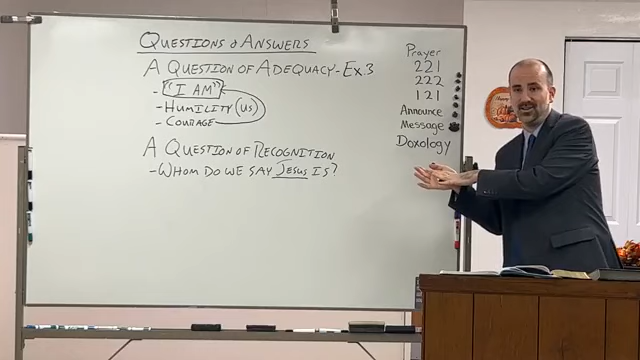 Questions & Answers
A Question of Adequacy-Ex.3
- "I AM"
- Humility (us)
- Courage
A Question of Recognition
- Whom do we say Jesus is?
Prayer
221
222
121
Announce
Message
Doxology